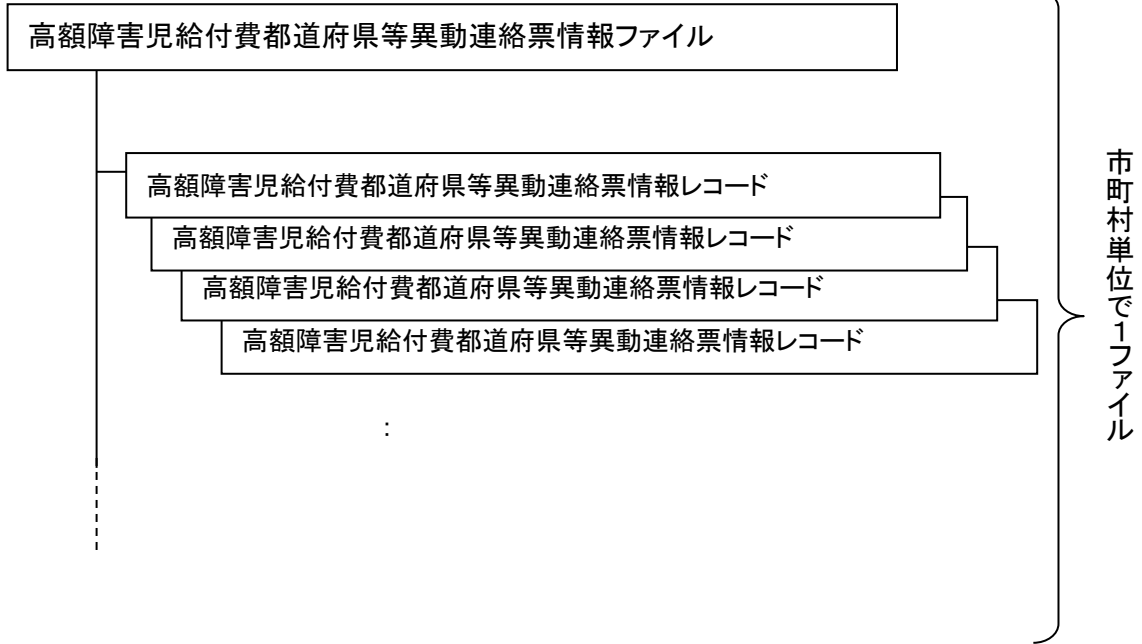 高額障害児給付費都道府県等異動連絡票情報ファイル
高額障害児給付費都道府県等異動連絡票情報レコード
高額障害児給付費都道府県等異動連絡票情報レコード
高額障害児給付費都道府県等異動連絡票情報レコード
高額障害児給付費都道府県等異動連絡票情報レコード
:
市町村単位で1ファイル